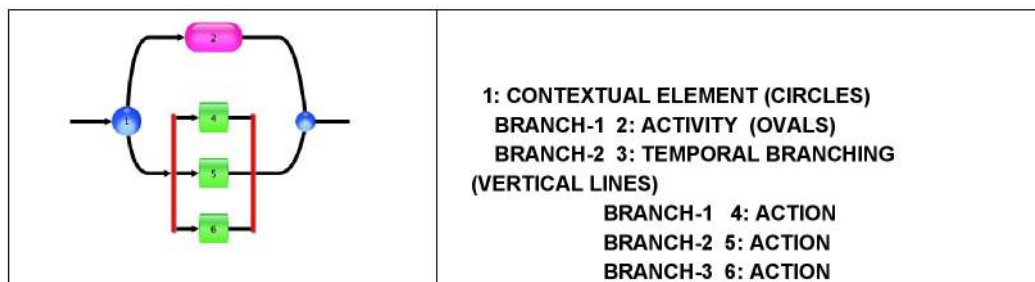 2
1
4
5
6
1: CONTEXTUAL ELEMENT (CIRCLES)
BRANCH-1 2: ACTIVITY (OVALS)
BRANCH-2 3: TEMPORAL BRANCHING
(VERTICAL LINES)
BRANCH-1 4: ACTION
BRANCH-2 5: ACTION
BRANCH-3 6: ACTION